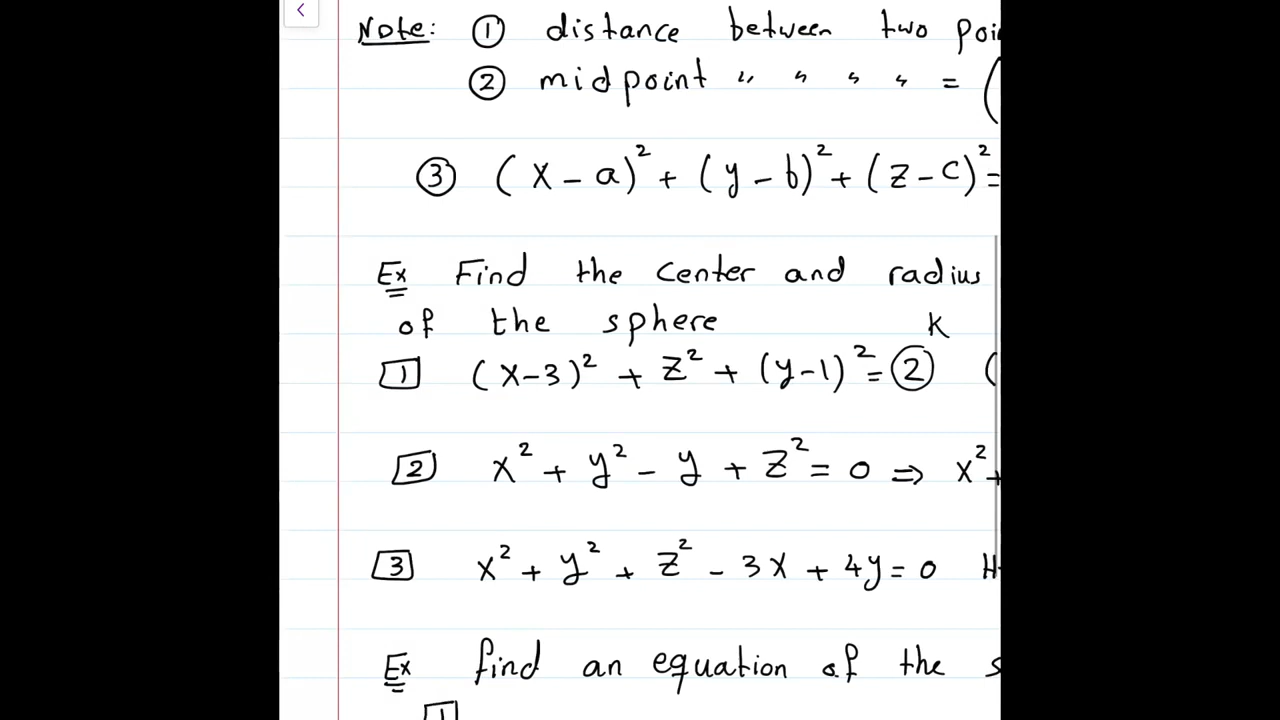 Note: ① distance between two poi
② midpoint " " " " = (
③ (x-a)² + (y-b)² + (z-c)² =
Ex Find the center and radius
of the sphere k
1 (x-3)² + z² + (y-1)² = ② (
2 x² + y² - y + z² = 0 ⇒ x² +
3 x² + y² + z² - 3x + 4y = 0 H
Ex find an equation of the s
1